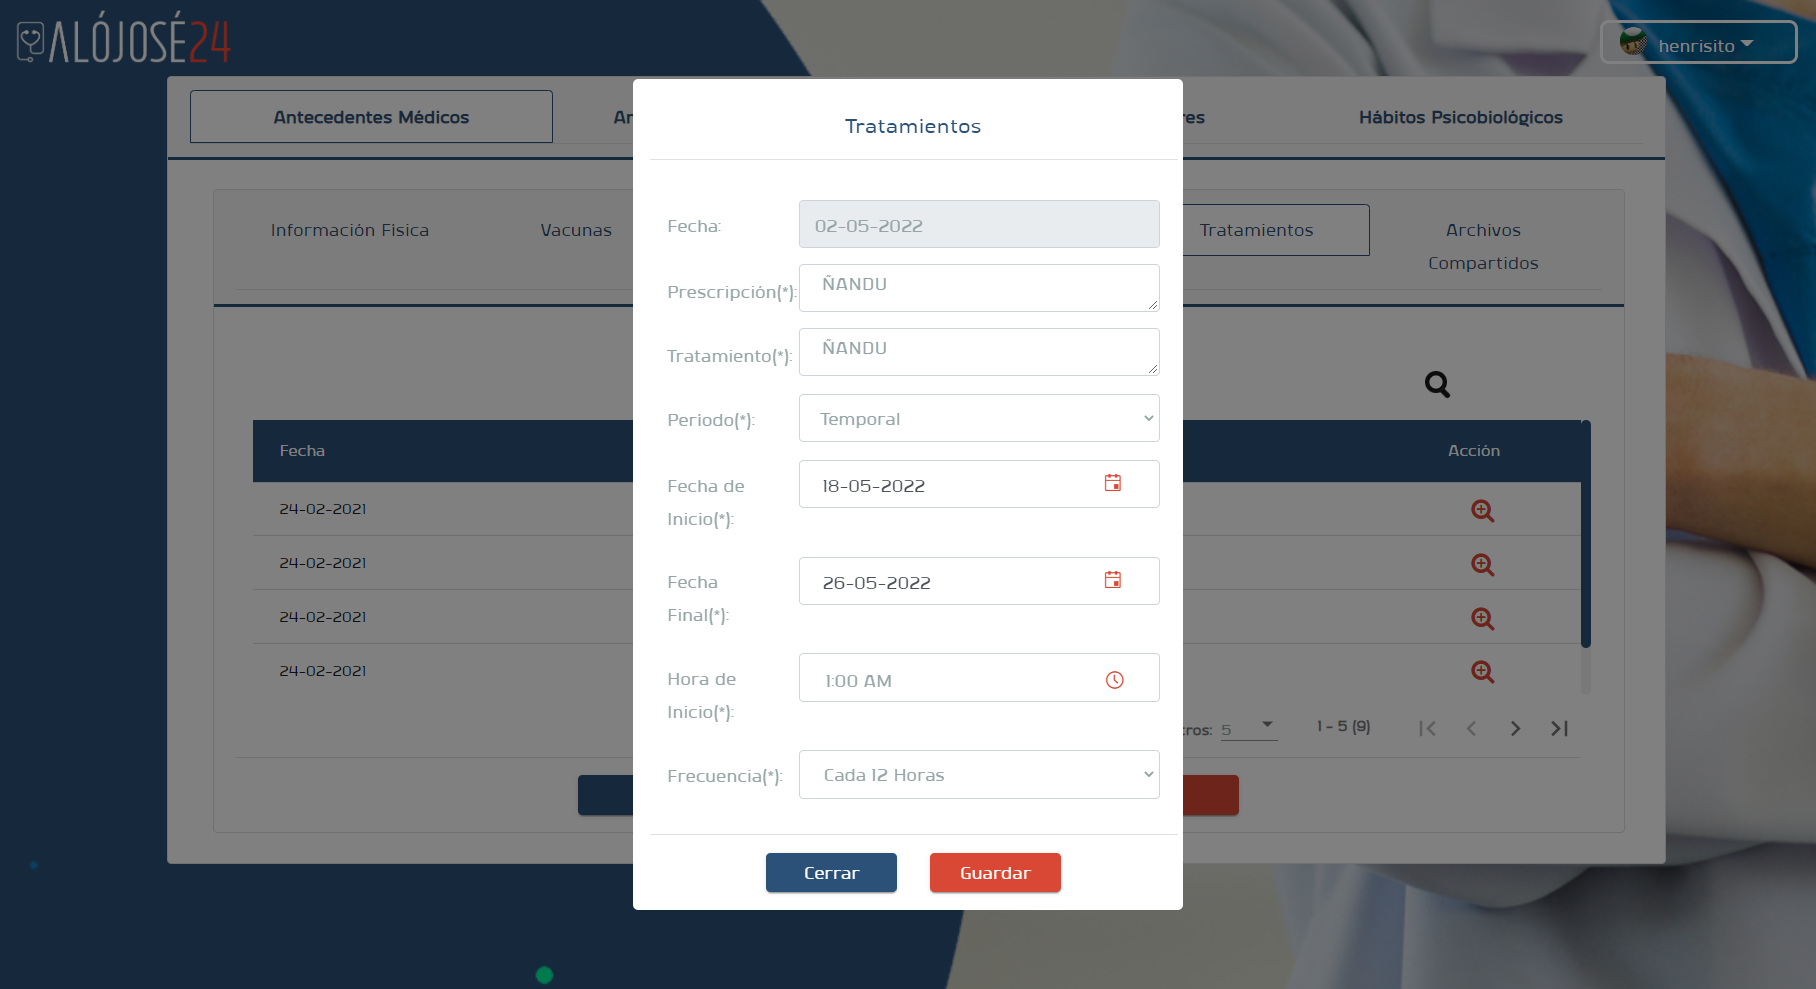 ALÓJOSÉ24
henrisito
Antecedentes Médicos
Hábitos Psicobiológicos
Información Fisica
Vacunas
Tratamientos
Archivos
Compartidos
Fecha
Acción
24-02-2021
24-02-2021
24-02-2021
24-02-2021
5
1 - 5 (9)
Tratamientos
Fecha:
02-05-2022
Prescripción(*):
ÑANDU
Tratamiento(*):
ÑANDU
Periodo(*):
Temporal
Fecha de
Inicio(*):
18-05-2022
Fecha
Final(*):
26-05-2022
Hora de
Inicio(*):
1:00 AM
Frecuencia(*):
Cada 12 Horas
Cerrar
Guardar